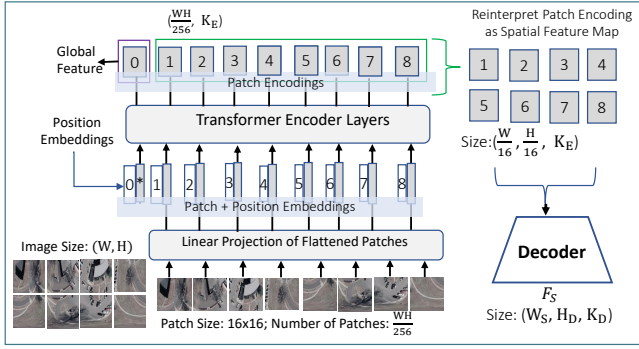 (WH/256, K_E)
Global
Feature
0 1 2 3 4 5 6 7 8
Patch Encodings
Transformer Encoder Layers
Position
Embeddings
0 * 1 2 3 4 5 6 7 8
Patch + Position Embeddings
Linear Projection of Flattened Patches
Image Size: (W, H)
Patch Size: 16x16; Number of Patches: WH/256
Reinterpret Patch Encoding
as Spatial Feature Map
1 2 3 4
5 6 7 8
Size:(W/16, H/16, K_E)
Decoder
F_S
Size: (W_S, H_D, K_D)